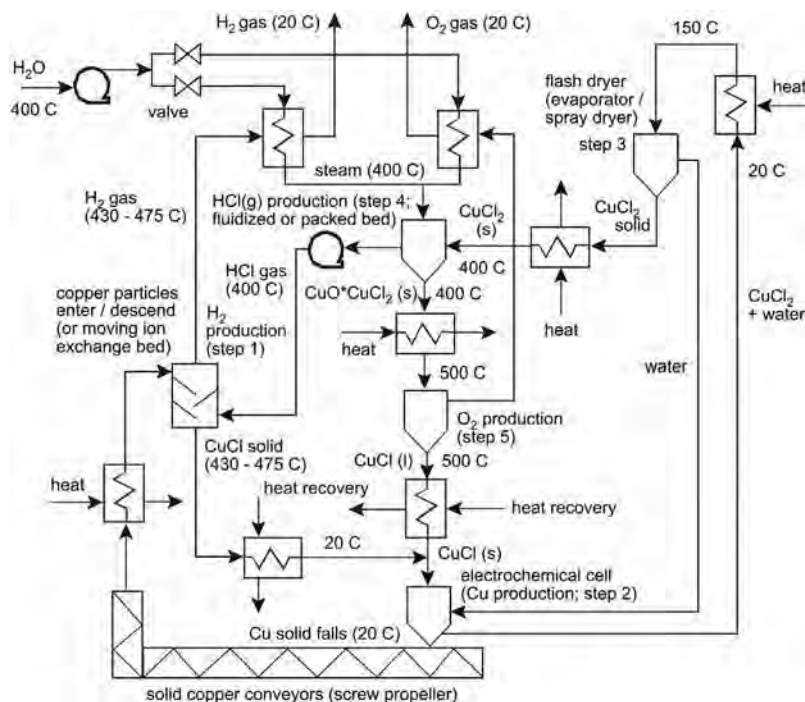 H2 gas (20 C)
O2 gas (20 C)
150 C
H2O
400 C
valve
flash dryer
(evaporator /
spray dryer)
step 3
heat
20 C
steam (400 C)
H2 gas
(430 - 475 C)
HCl(g) production (step 4;
fluidized or packed bed)
CuCl2
(s)
400 C
CuCl2
solid
HCl gas
(400 C)
CuO*CuCl2 (s)
400 C
heat
CuCl2
+ water
copper particles
enter / descend
(or moving ion
exchange bed)
H2
production
(step 1)
heat
500 C
water
O2 production
(step 5)
CuCl solid
(430 - 475 C)
CuCl (l)
500 C
heat
heat recovery
heat recovery
20 C
CuCl (s)
electrochemical cell
(Cu production; step 2)
Cu solid falls (20 C)
solid copper conveyors (screw propeller)